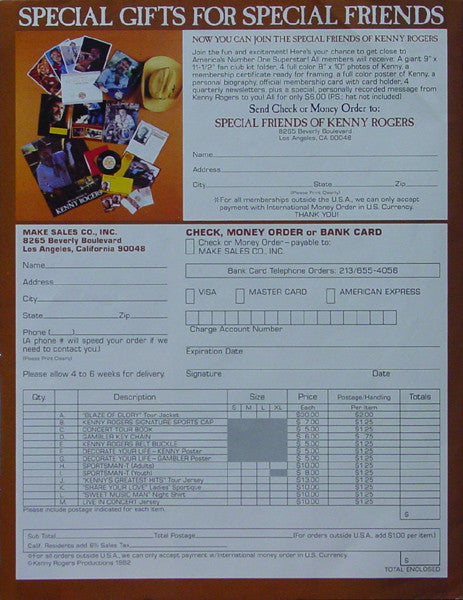 SPECIAL GIFTS FOR SPECIAL FRIENDS
NOW YOU CAN JOIN THE SPECIAL FRIENDS OF KENNY ROGERS
Join the fun and excitement! Here's your chance to get close to
America's Number One Superstar! All members will receive: A giant 9" x
11-1/2" fan club kit folder, 4 full color 8" x 10" photos of Kenny, a
membership certificate ready for framing, a full color poster of Kenny, a
personal biography, official membership card with card holder, 4
quarterly newsletters, plus a special, personally recorded message from
Kenny Rogers to you! All for only $6.00 (P.S.: hat not included)
Send Check or Money Order to:
SPECIAL FRIENDS OF KENNY ROGERS
8265 Beverly Boulevard
Los Angeles, CA 90048
Name
Address
City State Zip
(Please Print Clearly)
※For all memberships outside the U.S., we can only accept
payment with International Money Order in U.S. Currency.
THANK YOU!
KENNY ROGERS
MAKE SALES CO., INC.
8265 Beverly Boulevard
Los Angeles, California 90048
Name
Address
City
State Zip
Phone ( )
(A phone # will speed your order if we
need to contact you.)
(Please Print Clearly)
Please allow 4 to 6 weeks for delivery.
CHECK, MONEY ORDER or BANK CARD
Check or Money Order – payable to:
MAKE SALES CO., INC.
Bank Card Telephone Orders: 213/655-4056
VISA MASTER CARD AMERICAN EXPRESS
Charge Account Number
Expiration Date
Signature Date
Qty. Description Size Price Postage/Handling Totals
S M L XL Each Per Item
A. "BLAZE OF GLORY" Tour Jacket $30.00 $2.00
B. KENNY ROGERS SIGNATURE SPORTS CAP $ 7.00 $1.25
C. CONCERT TOUR BOOK $ 5.00 $1.25
D. GAMBLER KEY CHAIN $ 6.00 $ .75
E. KENNY ROGERS BELT BUCKLE $ 5.00 $1.25
F. DECORATE YOUR LIFE – KENNY Poster $ 5.00 $1.25
G. DECORATE YOUR LIFE – GAMBLER Poster $ 5.00 $1.25
H. SPORTSMAN-T (Adults) $10.00 $1.25
SPORTSMAN-T (Youth) $ 8.00 $1.25
J. "KENNY'S GREATEST HITS" Tour Jersey $13.00 $1.25
K. "SHARE YOUR LOVE" Ladies' Sportique $10.00 $1.25
"SWEET MUSIC MAN" Night Shirt $10.00 $1.25
M. LIVE IN CONCERT Jersey $10.00 $1.25
Please include postage indicated for each item. $
Sub Total Total Postage (For orders outside U.S.A., add $1.00 per item.)
Calif. Residents add 6% Sales Tax
※For all orders outside U.S.A., we can only accept payment w/International money order in U.S. Currency. $
©Kenny Rogers Productions 1982 TOTAL ENCLOSED